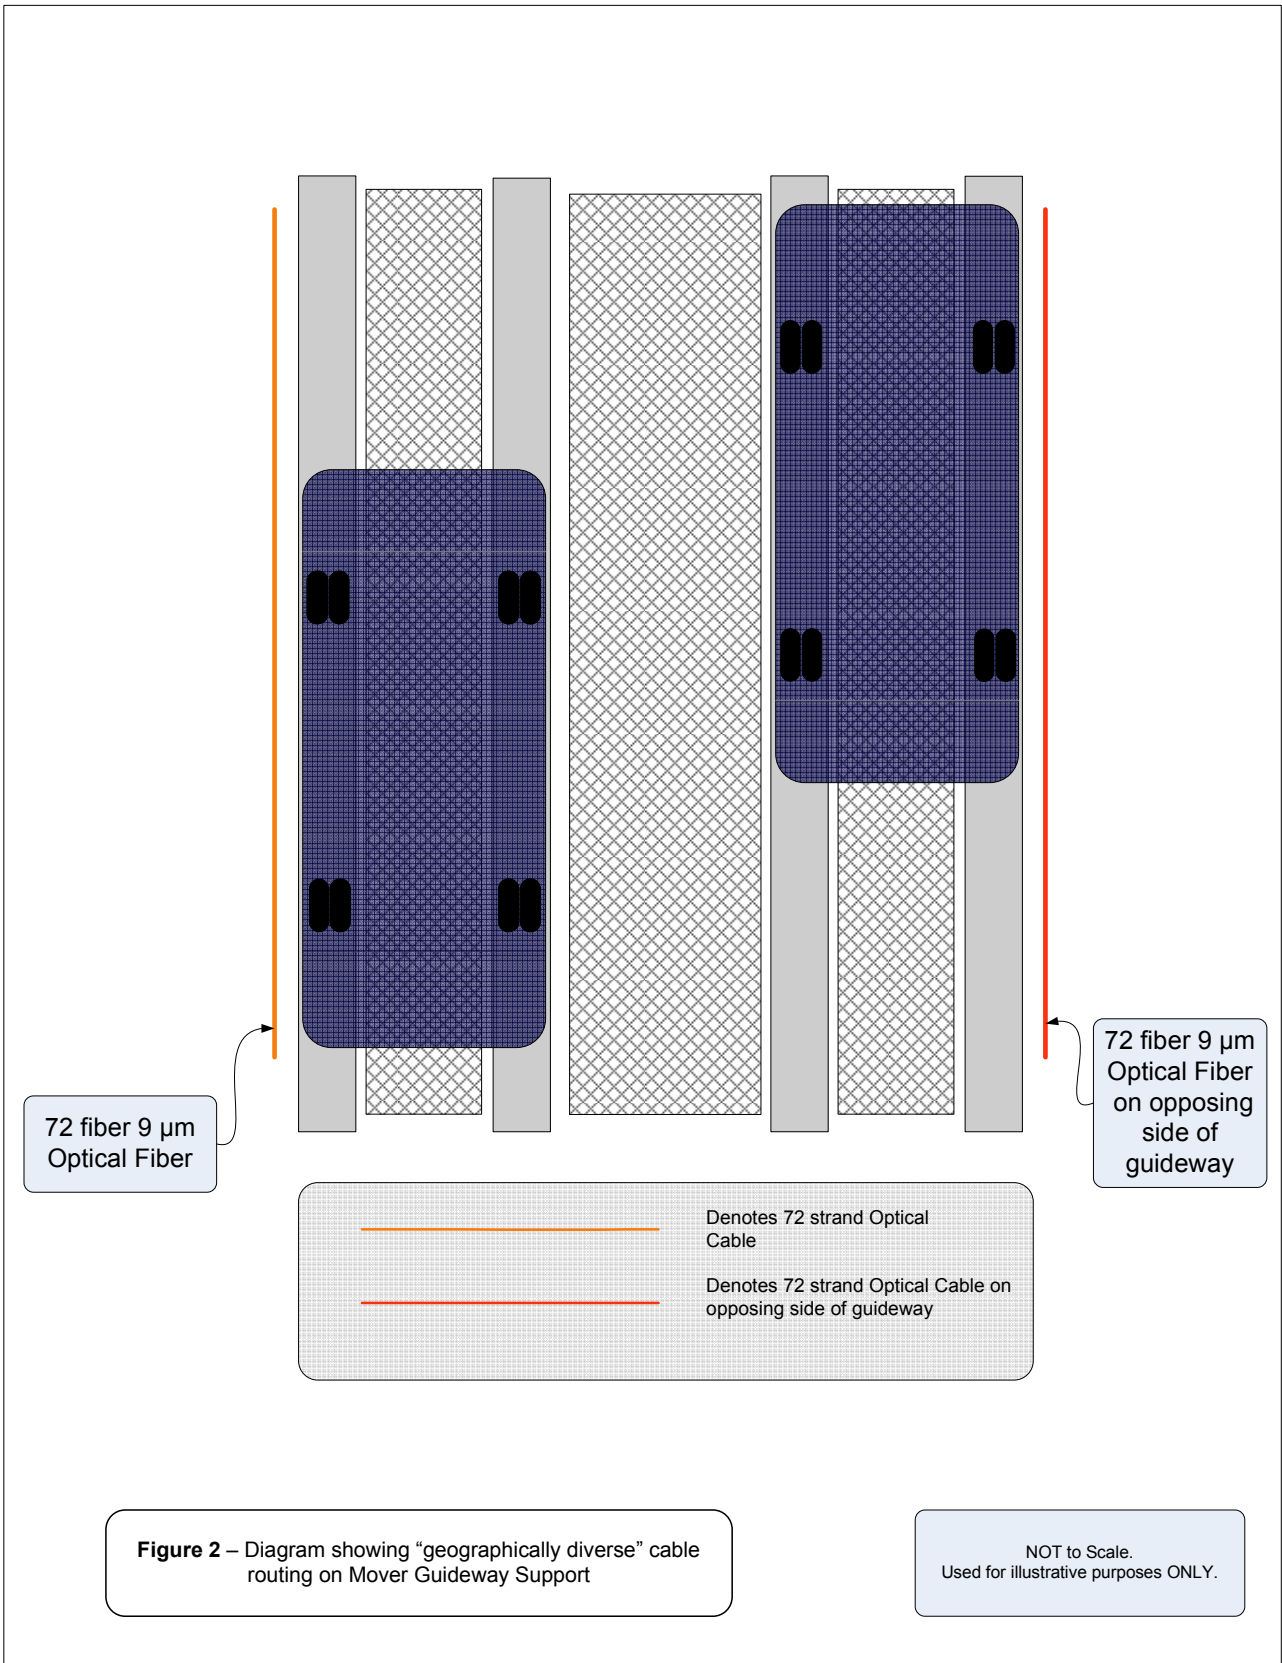 72 fiber 9 µm
Optical Fiber
72 fiber 9 µm
Optical Fiber
on opposing
side of
guideway
Denotes 72 strand Optical
Cable
Denotes 72 strand Optical Cable on
opposing side of guideway
Figure 2 – Diagram showing “geographically diverse” cable
routing on Mover Guideway Support
NOT to Scale.
Used for illustrative purposes ONLY.